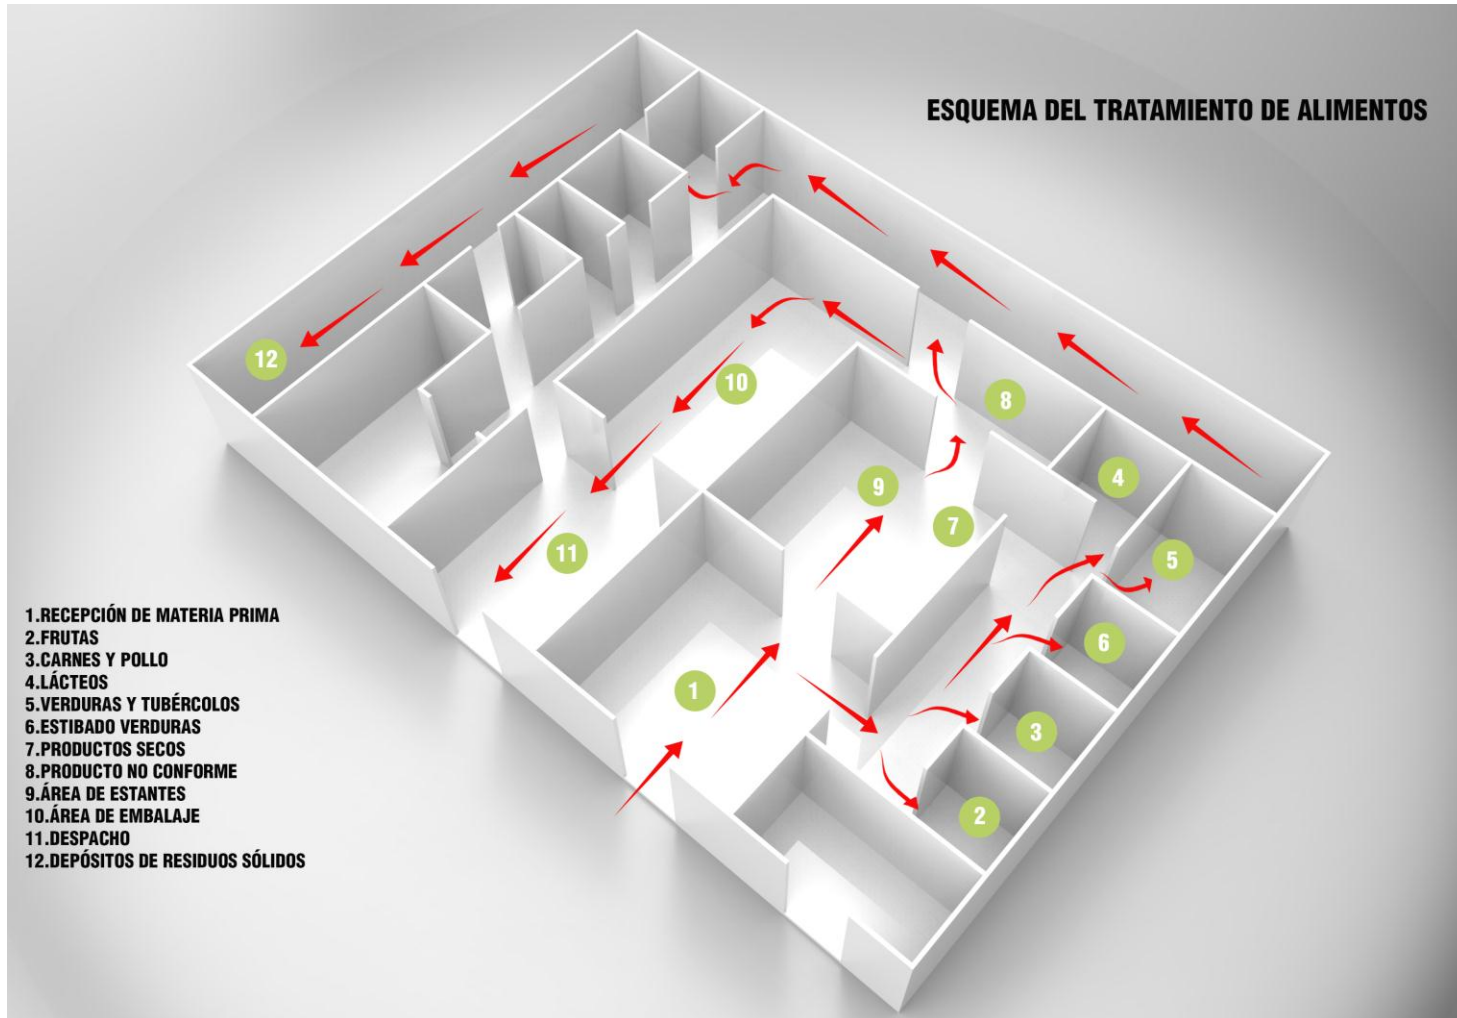 ESQUEMA DEL TRATAMIENTO DE ALIMENTOS
12
10
8
4
9
7
11
5
6
1
3
2
1.RECEPCIÓN DE MATERIA PRIMA
2.FRUTAS
3.CARNES Y POLLO
4.LÁCTEOS
5.VERDURAS Y TUBÉRCOLOS
6.ESTIBADO VERDURAS
7.PRODUCTOS SECOS
8.PRODUCTO NO CONFORME
9.ÁREA DE ESTANTES
10.ÁREA DE EMBALAJE
11.DESPACHO
12.DEPÓSITOS DE RESIDUOS SÓLIDOS